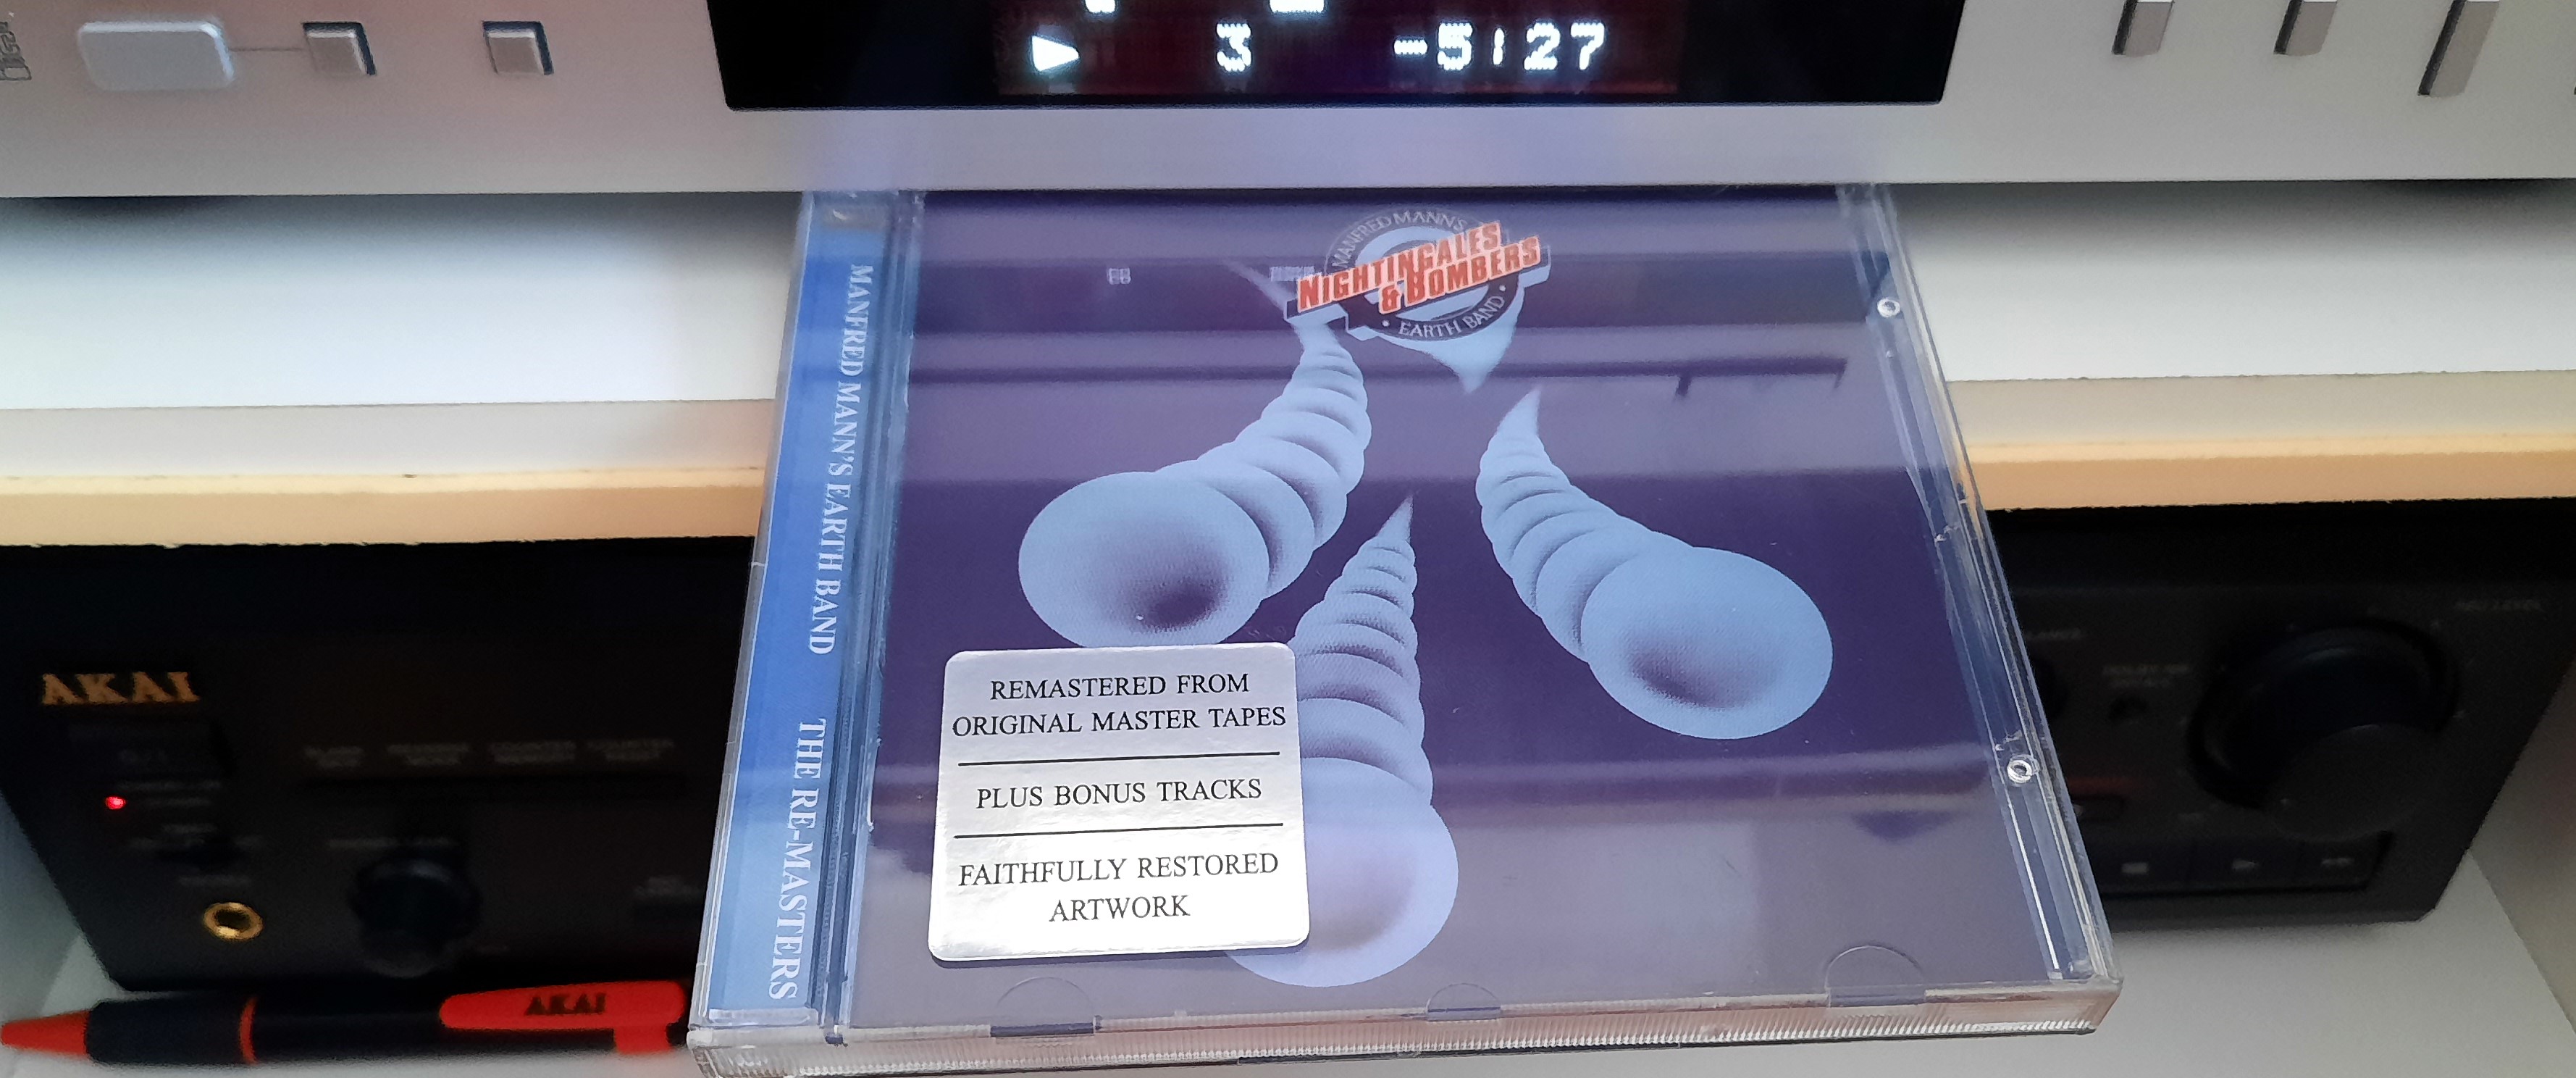 3 -5:27
MANFRED MANN'S
NIGHTINGALES
& BOMBERS
EARTH BAND
MANFRED MANN'S EARTH BAND THE RE-MASTERS
REMASTERED FROM
ORIGINAL MASTER TAPES
PLUS BONUS TRACKS
FAITHFULLY RESTORED
ARTWORK
AKAI
AKAI